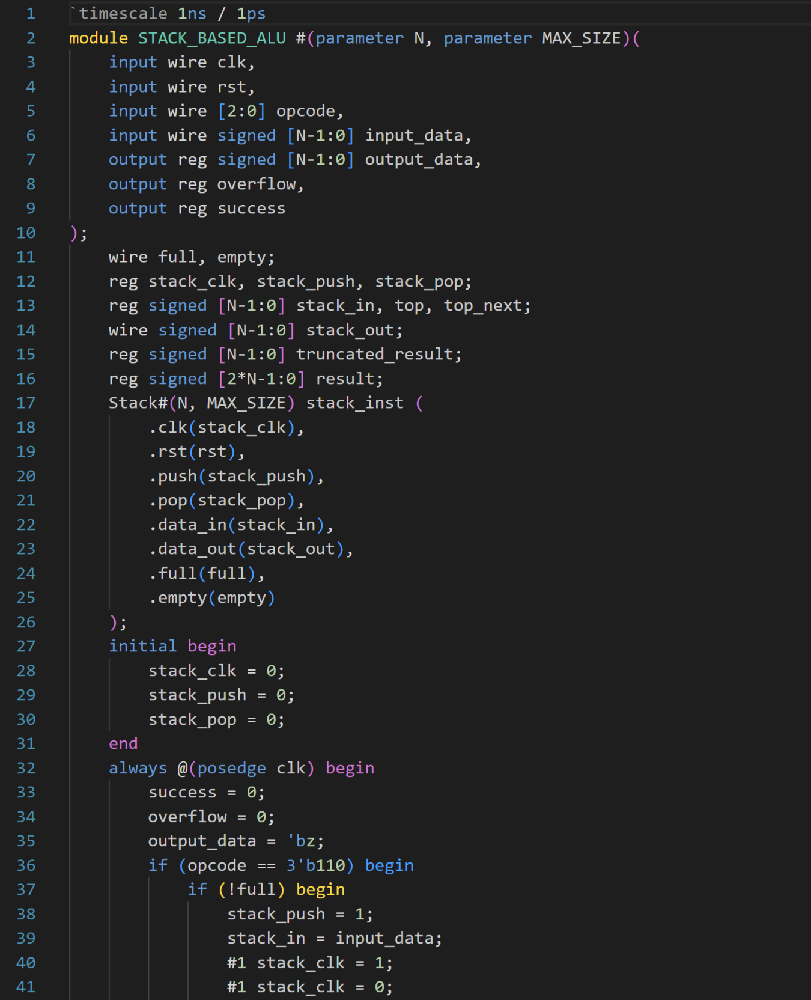 1 `timescale 1ns / 1ps
2 module STACK_BASED_ALU #(parameter N, parameter MAX_SIZE)(
3     input wire clk,
4     input wire rst,
5     input wire [2:0] opcode,
6     input wire signed [N-1:0] input_data,
7     output reg signed [N-1:0] output_data,
8     output reg overflow,
9     output reg success
10 );
11     wire full, empty;
12     reg stack_clk, stack_push, stack_pop;
13     reg signed [N-1:0] stack_in, top, top_next;
14     wire signed [N-1:0] stack_out;
15     reg signed [N-1:0] truncated_result;
16     reg signed [2*N-1:0] result;
17     Stack#(N, MAX_SIZE) stack_inst (
18         .clk(stack_clk),
19         .rst(rst),
20         .push(stack_push),
21         .pop(stack_pop),
22         .data_in(stack_in),
23         .data_out(stack_out),
24         .full(full),
25         .empty(empty)
26     );
27     initial begin
28         stack_clk = 0;
29         stack_push = 0;
30         stack_pop = 0;
31     end
32     always @(posedge clk) begin
33         success = 0;
34         overflow = 0;
35         output_data = 'bz;
36         if (opcode == 3'b110) begin
37             if (!full) begin
38                 stack_push = 1;
39                 stack_in = input_data;
40                 #1 stack_clk = 1;
41                 #1 stack_clk = 0;